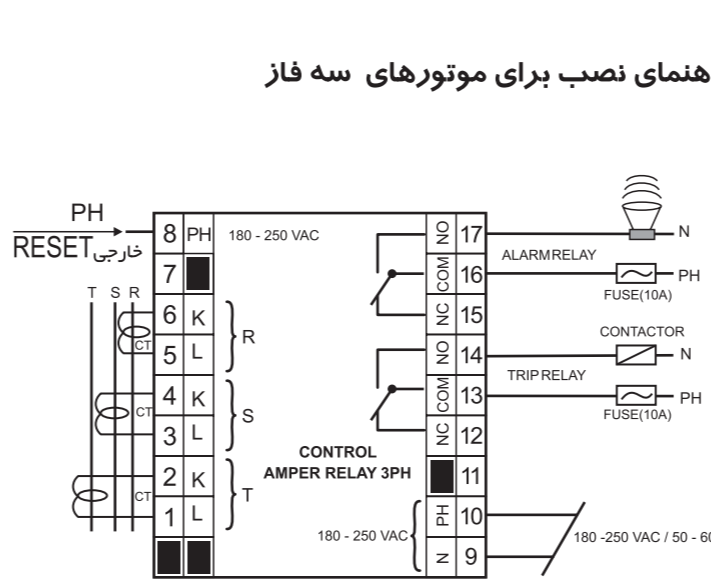 هنمای نصب برای موتورهای سه فاز
PH
RESET خارجی
8 PH 180 - 250 VAC
7
T S R
6 K
CT
5 L
R
4 K
CT
3 L
S
2 K
CT
1 L
T
CONTROL
AMPER RELAY 3PH
NO 17 N
ALARM RELAY
COM 16 PH
FUSE(10A)
NC 15
CONTACTOR
NO 14 N
TRIP RELAY
COM 13 PH
FUSE(10A)
NC 12
11
180 - 250 VAC
PH 10
N 9
180 -250 VAC / 50 - 60